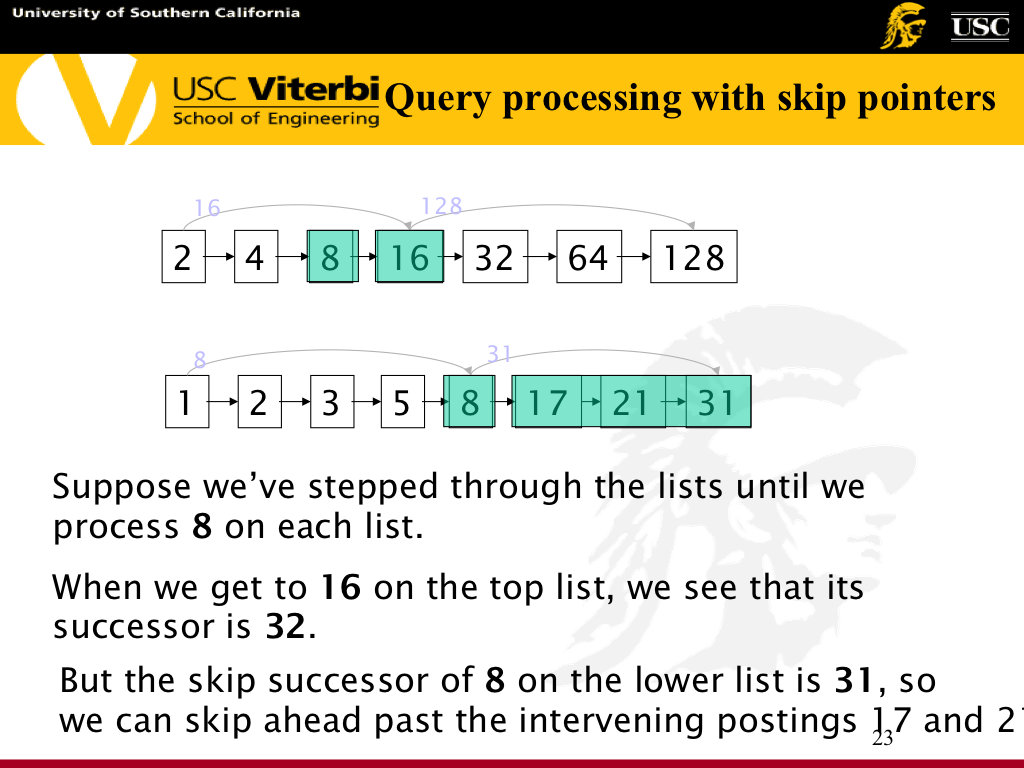 University of Southern California
USC
USC Viterbi
School of Engineering
Query processing with skip pointers
16 128
2 4 8 16 32 64 128
8 31
1 2 3 5 8 17 21 31
Suppose we’ve stepped through the lists until we
process 8 on each list.
When we get to 16 on the top list, we see that its
successor is 32.
But the skip successor of 8 on the lower list is 31, so
we can skip ahead past the intervening postings 17 and 21
23